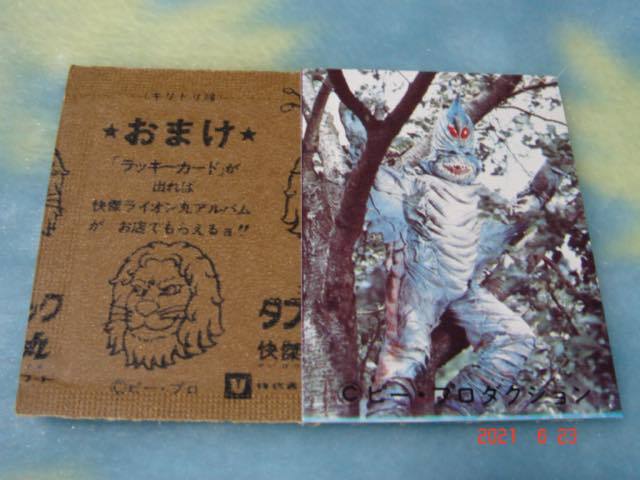 (キリトリ線)
★おまけ★
「ラッキーカード」が
出れば
快傑ライオン丸アルバム
が お店でもらえるョ!!
ック
タブ
快傑
©ピー・プロ
©ピー・プロダクション
2021 6 23